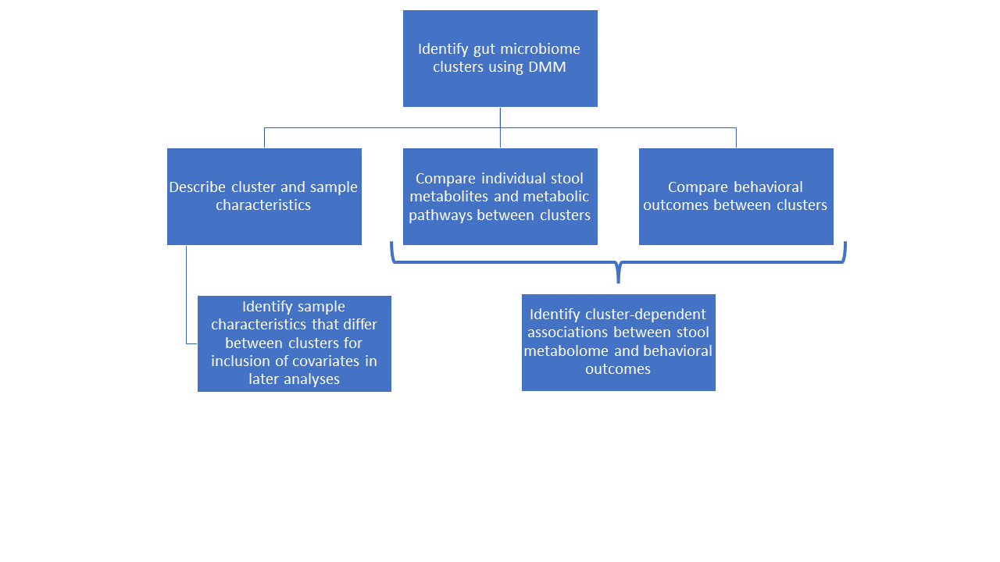 Identify gut microbiome
clusters using DMM
Describe cluster and sample
characteristics
Compare individual stool
metabolites and metabolic
pathways between clusters
Compare behavioral
outcomes between clusters
Identify sample
characteristics that differ
between clusters for
inclusion of covariates in
later analyses
Identify cluster-dependent
associations between stool
metabolome and behavioral
outcomes